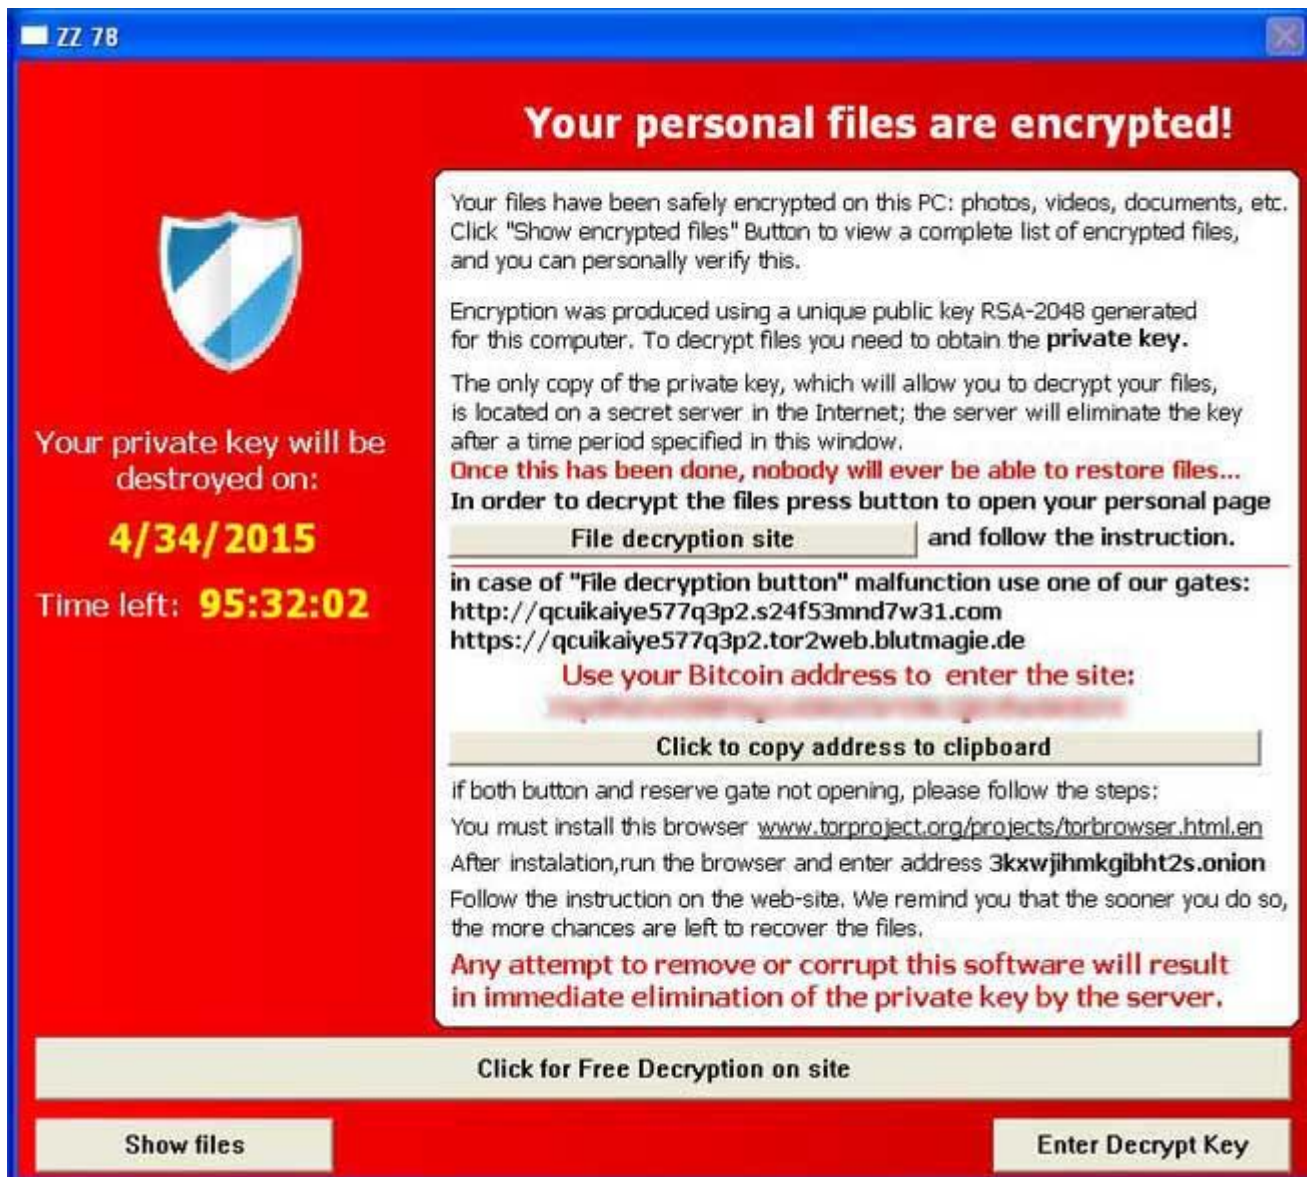 ZZ 78
Your personal files are encrypted!
Your files have been safely encrypted on this PC: photos, videos, documents, etc.
Click "Show encrypted files" Button to view a complete list of encrypted files,
and you can personally verify this.
Encryption was produced using a unique public key RSA-2048 generated
for this computer. To decrypt files you need to obtain the private key.
The only copy of the private key, which will allow you to decrypt your files,
is located on a secret server in the Internet; the server will eliminate the key
after a time period specified in this window.
Once this has been done, nobody will ever be able to restore files...
In order to decrypt the files press button to open your personal page
File decryption site and follow the instruction.
in case of "File decryption button" malfunction use one of our gates:
http://qcuikaiye577q3p2.s24f53mnd7w31.com
https://qcuikaiye577q3p2.tor2web.blutmagie.de
Use your Bitcoin address to enter the site:
Click to copy address to clipboard
if both button and reserve gate not opening, please follow the steps:
You must install this browser www.torproject.org/projects/torbrowser.html.en
After instalation,run the browser and enter address 3kxwjihmkgibht2s.onion
Follow the instruction on the web-site. We remind you that the sooner you do so,
the more chances are left to recover the files.
Any attempt to remove or corrupt this software will result
in immediate elimination of the private key by the server.
Your private key will be
destroyed on:
4/34/2015
Time left: 95:32:02
Click for Free Decryption on site
Show files
Enter Decrypt Key